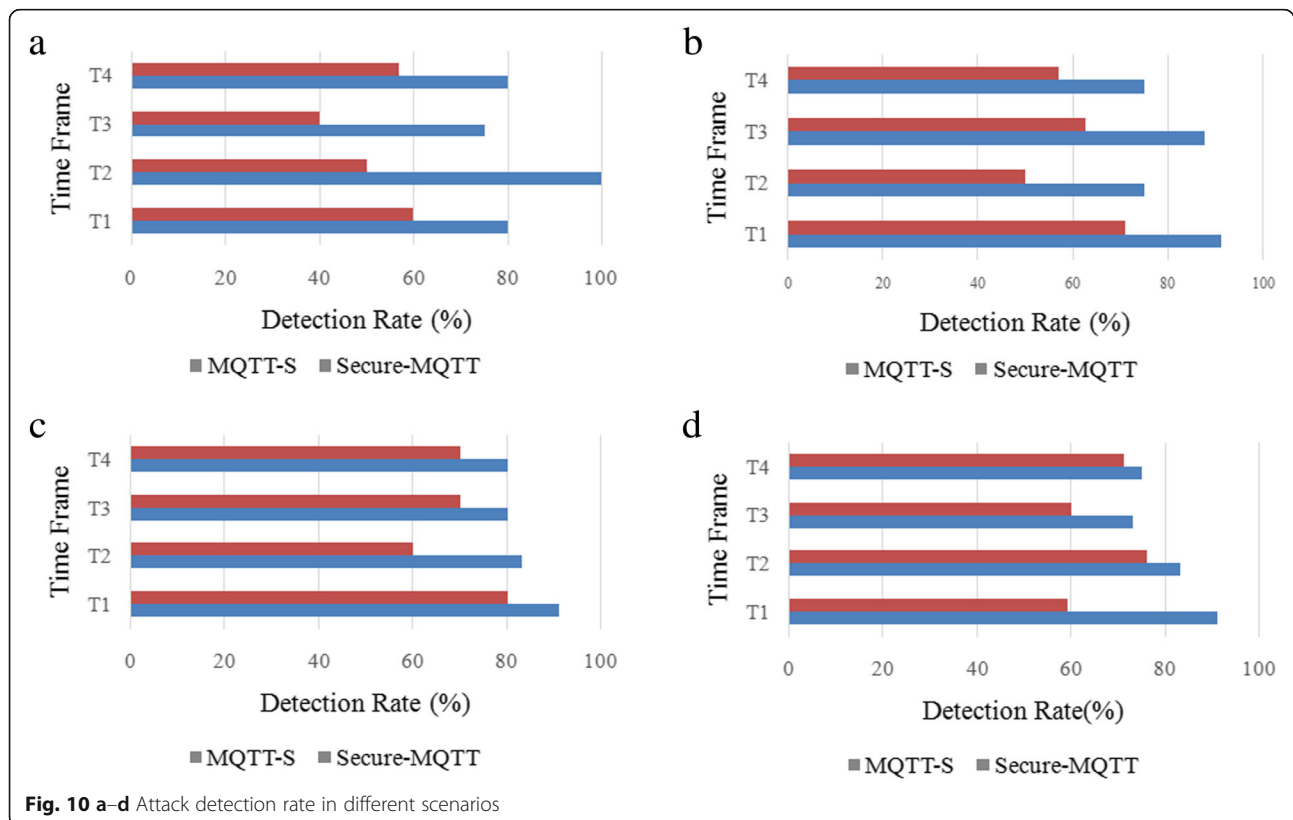 a
Time Frame
T4
T3
T2
T1
0 20 40 60 80 100
Detection Rate (%)
MQTT-S Secure-MQTT
b
Time Frame
T4
T3
T2
T1
0 20 40 60 80 100
Detection Rate (%)
MQTT-S Secure-MQTT
c
Time Frame
T4
T3
T2
T1
0 20 40 60 80 100
Detection Rate (%)
MQTT-S Secure-MQTT
d
Time Frame
T4
T3
T2
T1
0 20 40 60 80 100
Detection Rate(%)
MQTT-S Secure-MQTT
Fig. 10 a–d Attack detection rate in different scenarios